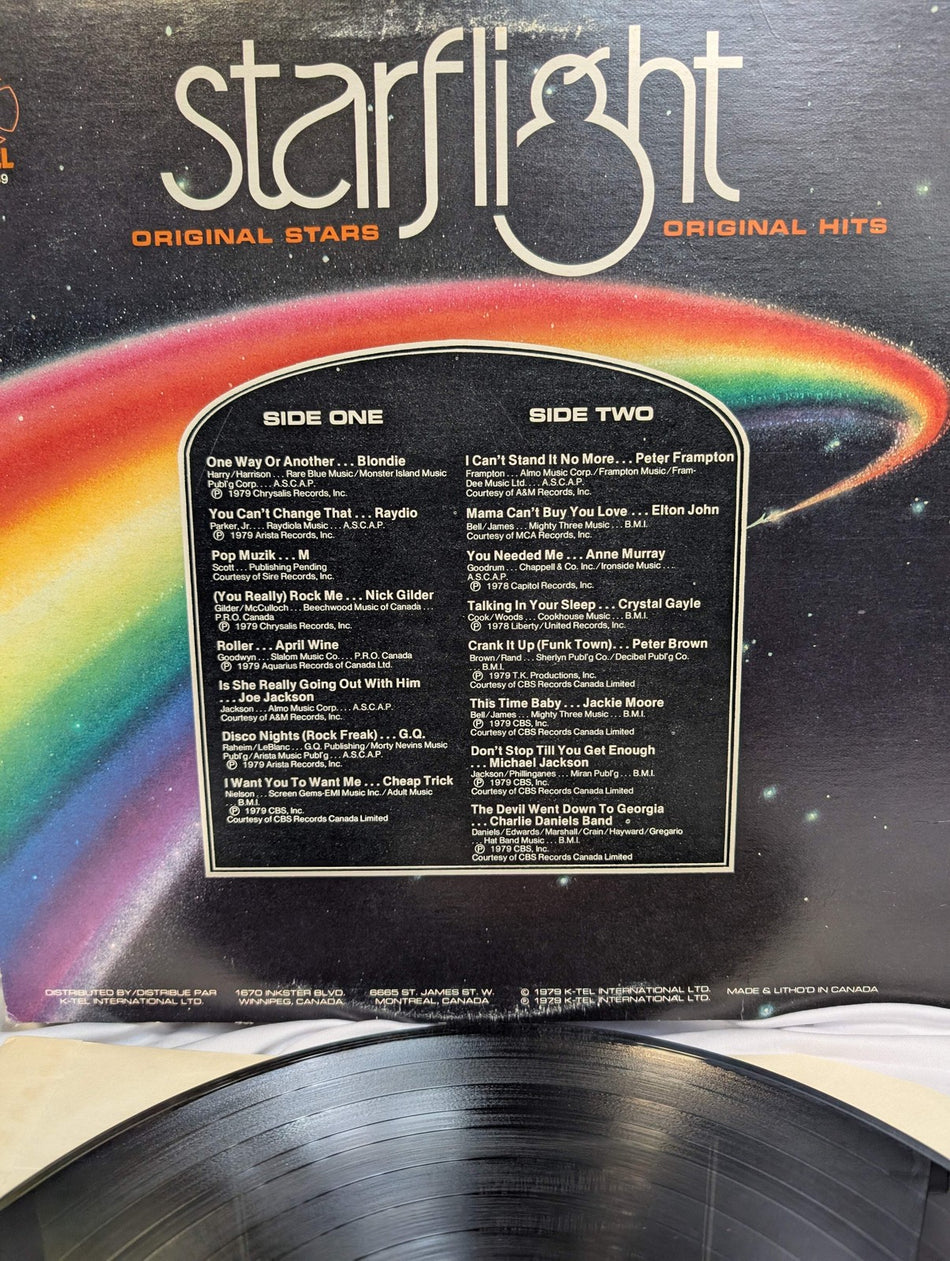 starflight
ORIGINAL STARS
ORIGINAL HITS
SIDE ONE
One Way Or Another . . . Blondie
Harry/Harrison . . . Rare Blue Music/Monster Island Music
Publ'g Corp. . . . A.S.C.A.P.
Ⓟ 1979 Chrysalis Records, Inc.
You Can't Change That . . . Raydio
Parker, Jr. . . . Raydiola Music . . . A.S.C.A.P.
Ⓟ 1979 Arista Records, Inc.
Pop Muzik . . . M
Scott . . . Publishing Pending
Courtesy of Sire Records, Inc.
(You Really) Rock Me . . . Nick Gilder
Gilder/McCulloch . . . Beechwood Music of Canada . . .
P.R.O. Canada
Ⓟ 1979 Chrysalis Records, Inc.
Roller . . . April Wine
Goodwyn . . . Slalom Music Co. . . . P.R.O. Canada
Ⓟ 1979 Aquarius Records of Canada Ltd.
Is She Really Going Out With Him
. . . Joe Jackson
Jackson . . . Almo Music Corp. . . . A.S.C.A.P.
Courtesy of A&M Records, Inc.
Disco Nights (Rock Freak) . . . G.Q.
Raheim/LeBlanc . . . G.Q. Publishing/Morty Nevins Music
Publ'g/Arista Music Publ'g . . . A.S.C.A.P.
Ⓟ 1979 Arista Records, Inc.
I Want You To Want Me . . . Cheap Trick
Nielson . . . Screen Gems-EMI Music Inc./Adult Music
. . . B.M.I.
Ⓟ 1979 CBS, Inc.
Courtesy of CBS Records Canada Limited
SIDE TWO
I Can't Stand It No More . . . Peter Frampton
Frampton . . . Almo Music Corp./Frampton Music/Fram-
Dee Music Ltd. . . . A.S.C.A.P.
Courtesy of A&M Records, Inc.
Mama Can't Buy You Love . . . Elton John
Bell/James . . . Mighty Three Music . . . B.M.I.
Courtesy of MCA Records, Inc.
You Needed Me . . . Anne Murray
Goodrum . . . Chappell & Co. Inc./Ironside Music . . .
A.S.C.A.P.
Ⓟ 1978 Capitol Records, Inc.
Talking In Your Sleep . . . Crystal Gayle
Cook/Woods . . . Cookhouse Music . . . B.M.I.
Ⓟ 1978 Liberty/United Records, Inc.
Crank It Up (Funk Town) . . . Peter Brown
Brown/Rand . . . Sherlyn Publ'g Co./Decibel Publ'g Co.
. . . B.M.I.
Ⓟ 1979 T.K. Productions, Inc.
Courtesy of CBS Records Canada Limited
This Time Baby . . . Jackie Moore
Bell/James . . . Mighty Three Music . . . B.M.I.
Ⓟ 1979 CBS, Inc.
Courtesy of CBS Records Canada Limited
Don't Stop Till You Get Enough
. . . Michael Jackson
Jackson/Phillinganes . . . Miran Publ'g . . . B.M.I.
Ⓟ 1979 CBS, Inc.
Courtesy of CBS Records Canada Limited
The Devil Went Down To Georgia
. . . Charlie Daniels Band
Daniels/Edwards/Marshall/Crain/Hayward/Gregario
. . . Hat Band Music . . . B.M.I.
Ⓟ 1979 CBS, Inc.
Courtesy of CBS Records Canada Limited
DISTRIBUTED BY/DISTRIBUE PAR
K-TEL INTERNATIONAL LTD.
1670 INKSTER BLVD.
WINNIPEG, CANADA
6665 ST. JAMES ST. W.
MONTREAL, CANADA
© 1979 K-TEL INTERNATIONAL LTD.
Ⓟ 1979 K-TEL INTERNATIONAL LTD.
MADE & LITHO'D IN CANADA